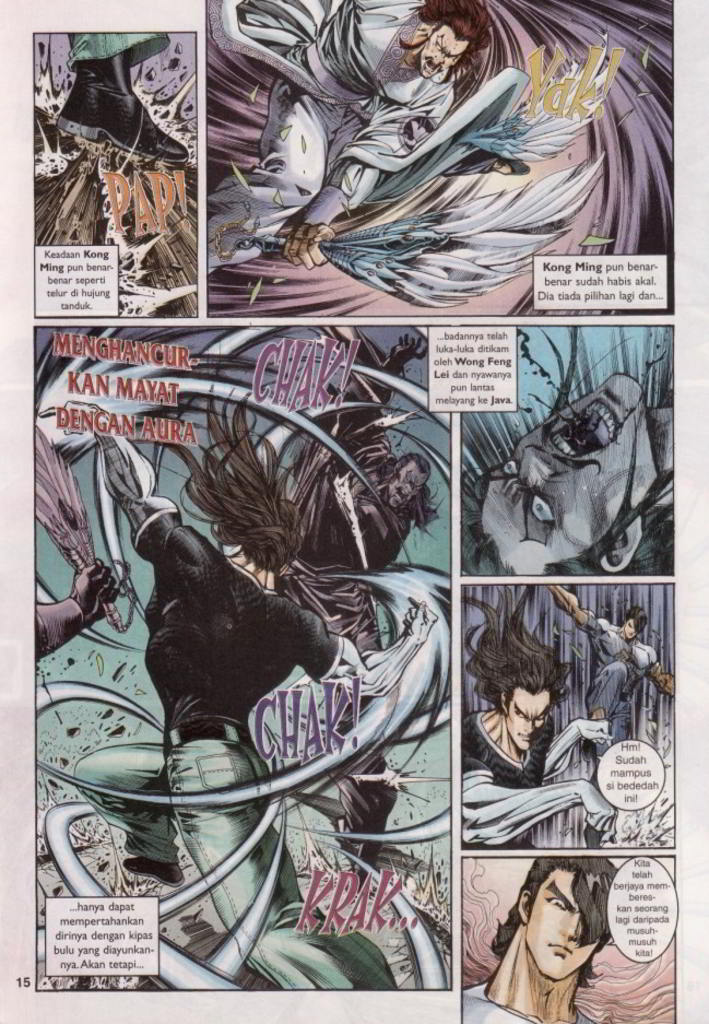 PAP!
Keadaan Kong
Ming pun benar-
benar seperti
telur di hujung
tanduk.
Yak!
Kong Ming pun benar-
benar sudah habis akal.
Dia tiada pilihan lagi dan...
MENGHANCUR-
KAN MAYAT
DENGAN AURA
CHAK!
CHAK!
KRAK...
...hanya dapat
mempertahankan
dirinya dengan kipas
bulu yang diayunkan-
nya. Akan tetapi...
...badannya telah
luka-luka ditikam
oleh Wong Feng
Lei dan nyawanya
pun lantas
melayang ke Java.
Hm!
Sudah
mampus
si bededah
ini!
Kita
telah
berjaya mem-
beres-
kan seorang
lagi daripada
musuh-
musuh
kita!
15